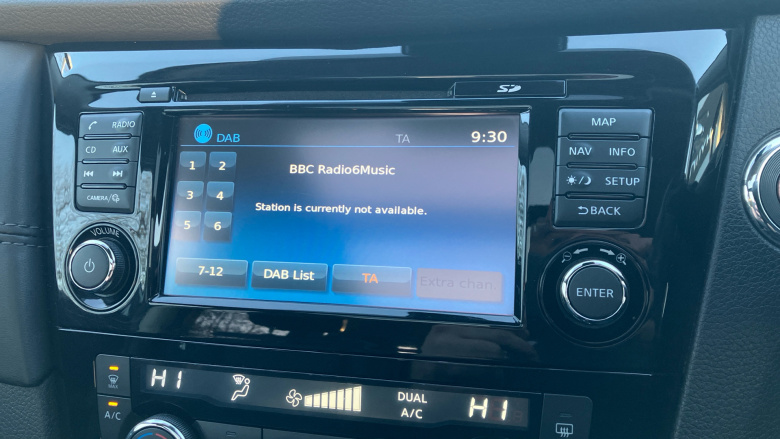 SD
RADIO
CD AUX
CAMERA/
VOLUME
DAB TA 9:30
1 2
3 4
5 6
BBC Radio6Music
Station is currently not available.
7-12 DAB List TA Extra chan.
MAP
NAV INFO
SETUP
BACK
ENTER
MAX
A/C
HI
DUAL
A/C
HI